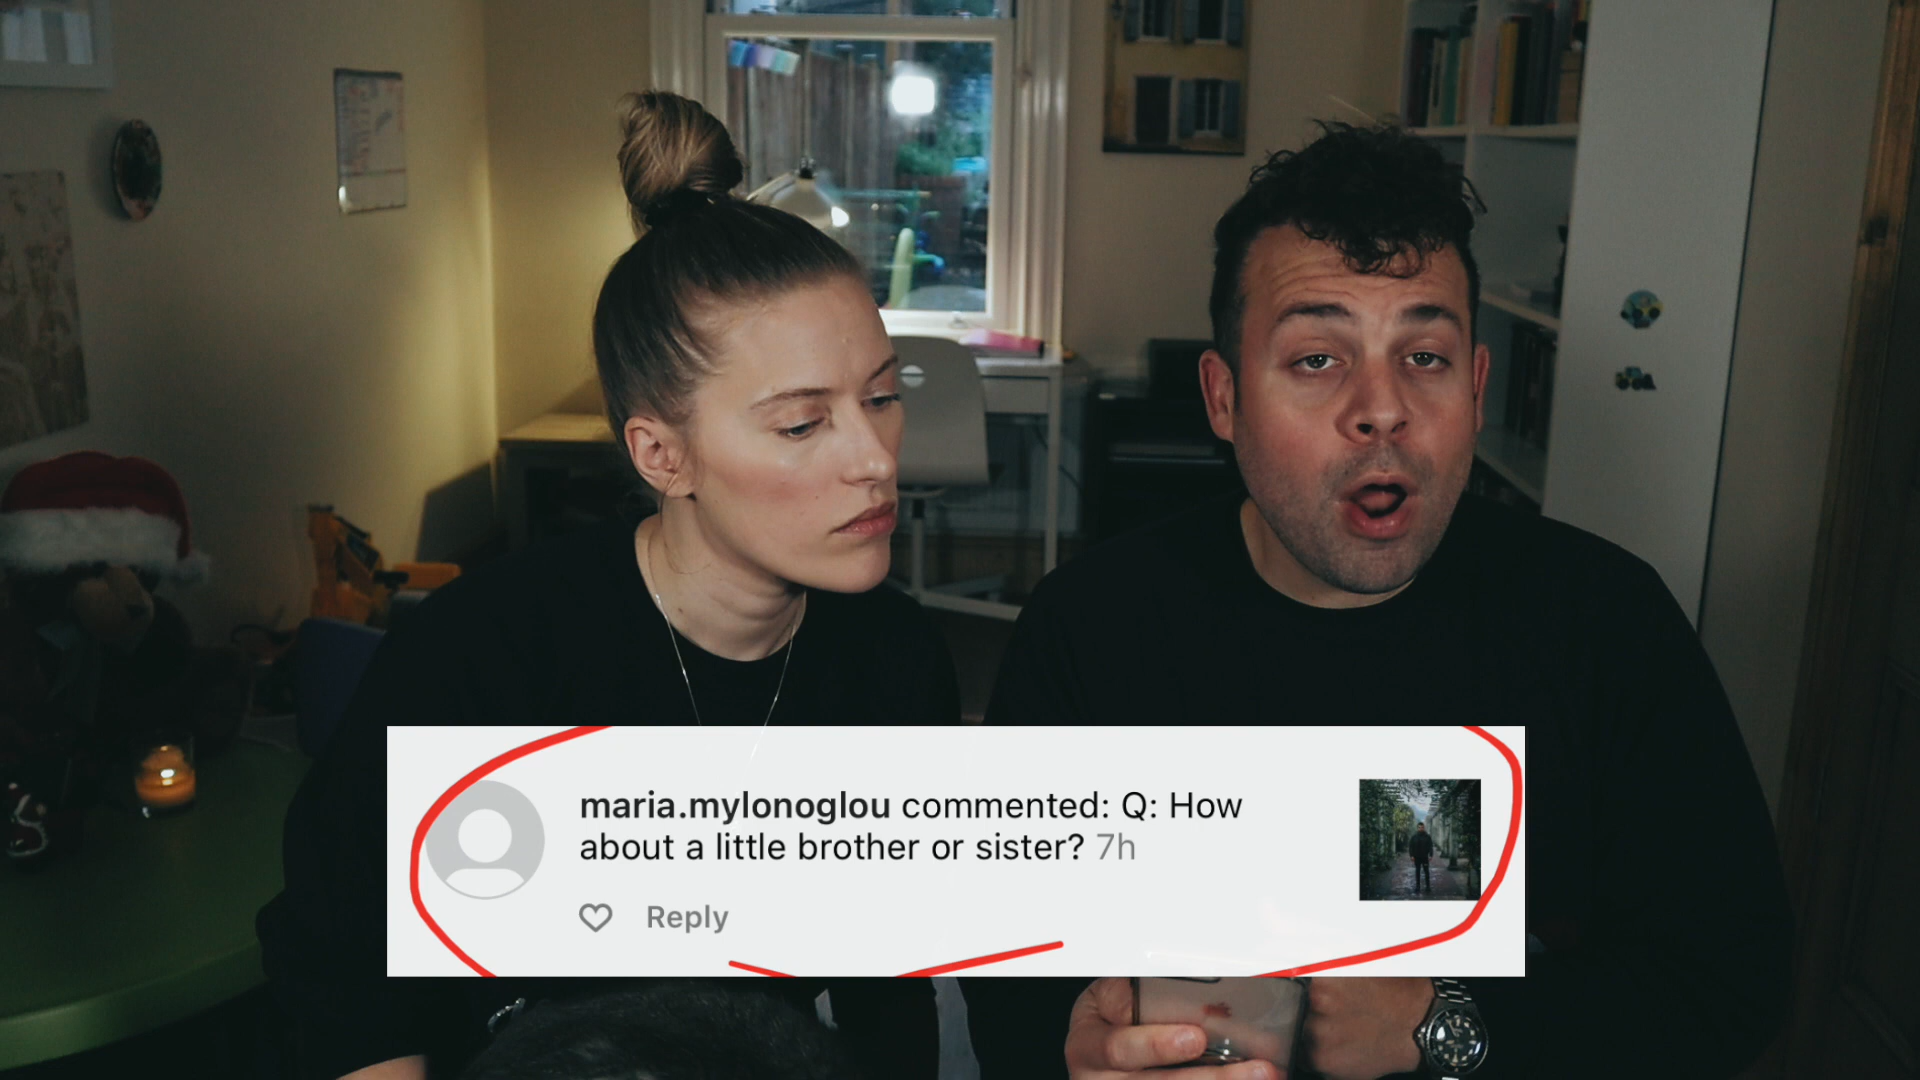 maria.mylonoglou commented: Q: How
about a little brother or sister? 7h
Reply